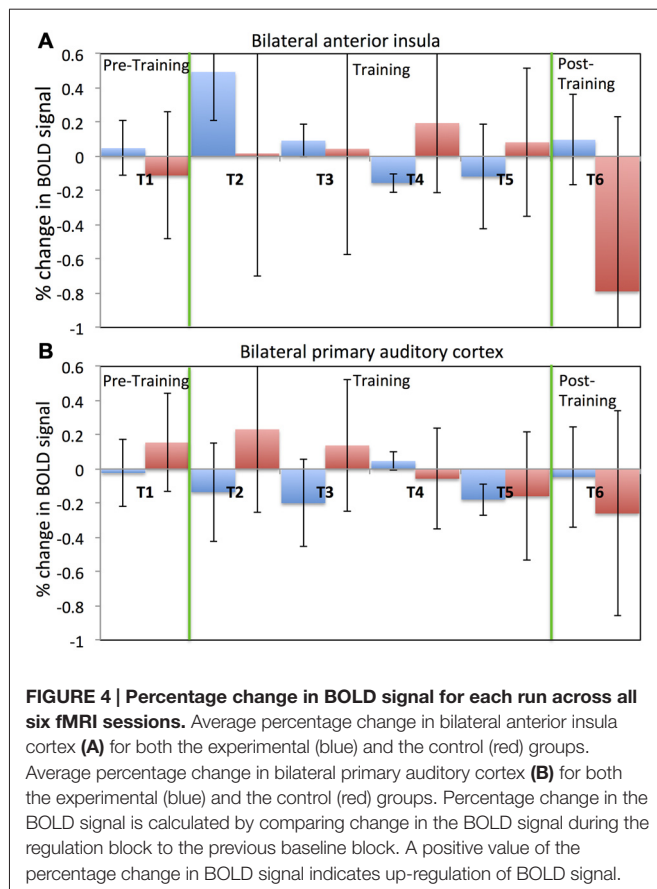 A
Bilateral anterior insula
0.6
Pre-Training
Training
Post-
Training
0.4
0.2
0
T1
T2
T3
T4
T5
T6
-0.2
-0.4
-0.6
-0.8
-1
% change in BOLD signal
B
Bilateral primary auditory cortex
0.6
Pre-Training
Training
Post-
Training
0.4
0.2
0
T1
T2
T3
T4
T5
T6
-0.2
-0.4
-0.6
-0.8
-1
% change in BOLD signal
FIGURE 4 | Percentage change in BOLD signal for each run across all
six fMRI sessions. Average percentage change in bilateral anterior insula
cortex (A) for both the experimental (blue) and the control (red) groups.
Average percentage change in bilateral primary auditory cortex (B) for both
the experimental (blue) and the control (red) groups. Percentage change in the
BOLD signal is calculated by comparing change in the BOLD signal during the
regulation block to the previous baseline block. A positive value of the
percentage change in BOLD signal indicates up-regulation of BOLD signal.